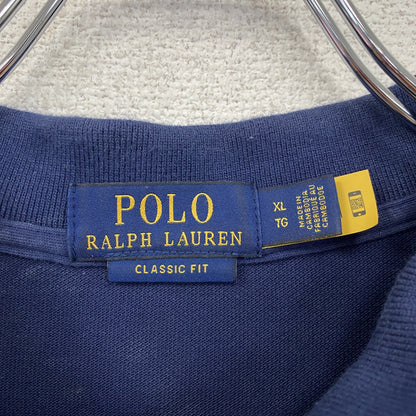 POLO
RALPH LAUREN
CLASSIC FIT
XL
TG
MADE IN
CAMBODIA
FABRIQUÉ AU
CAMBODGE